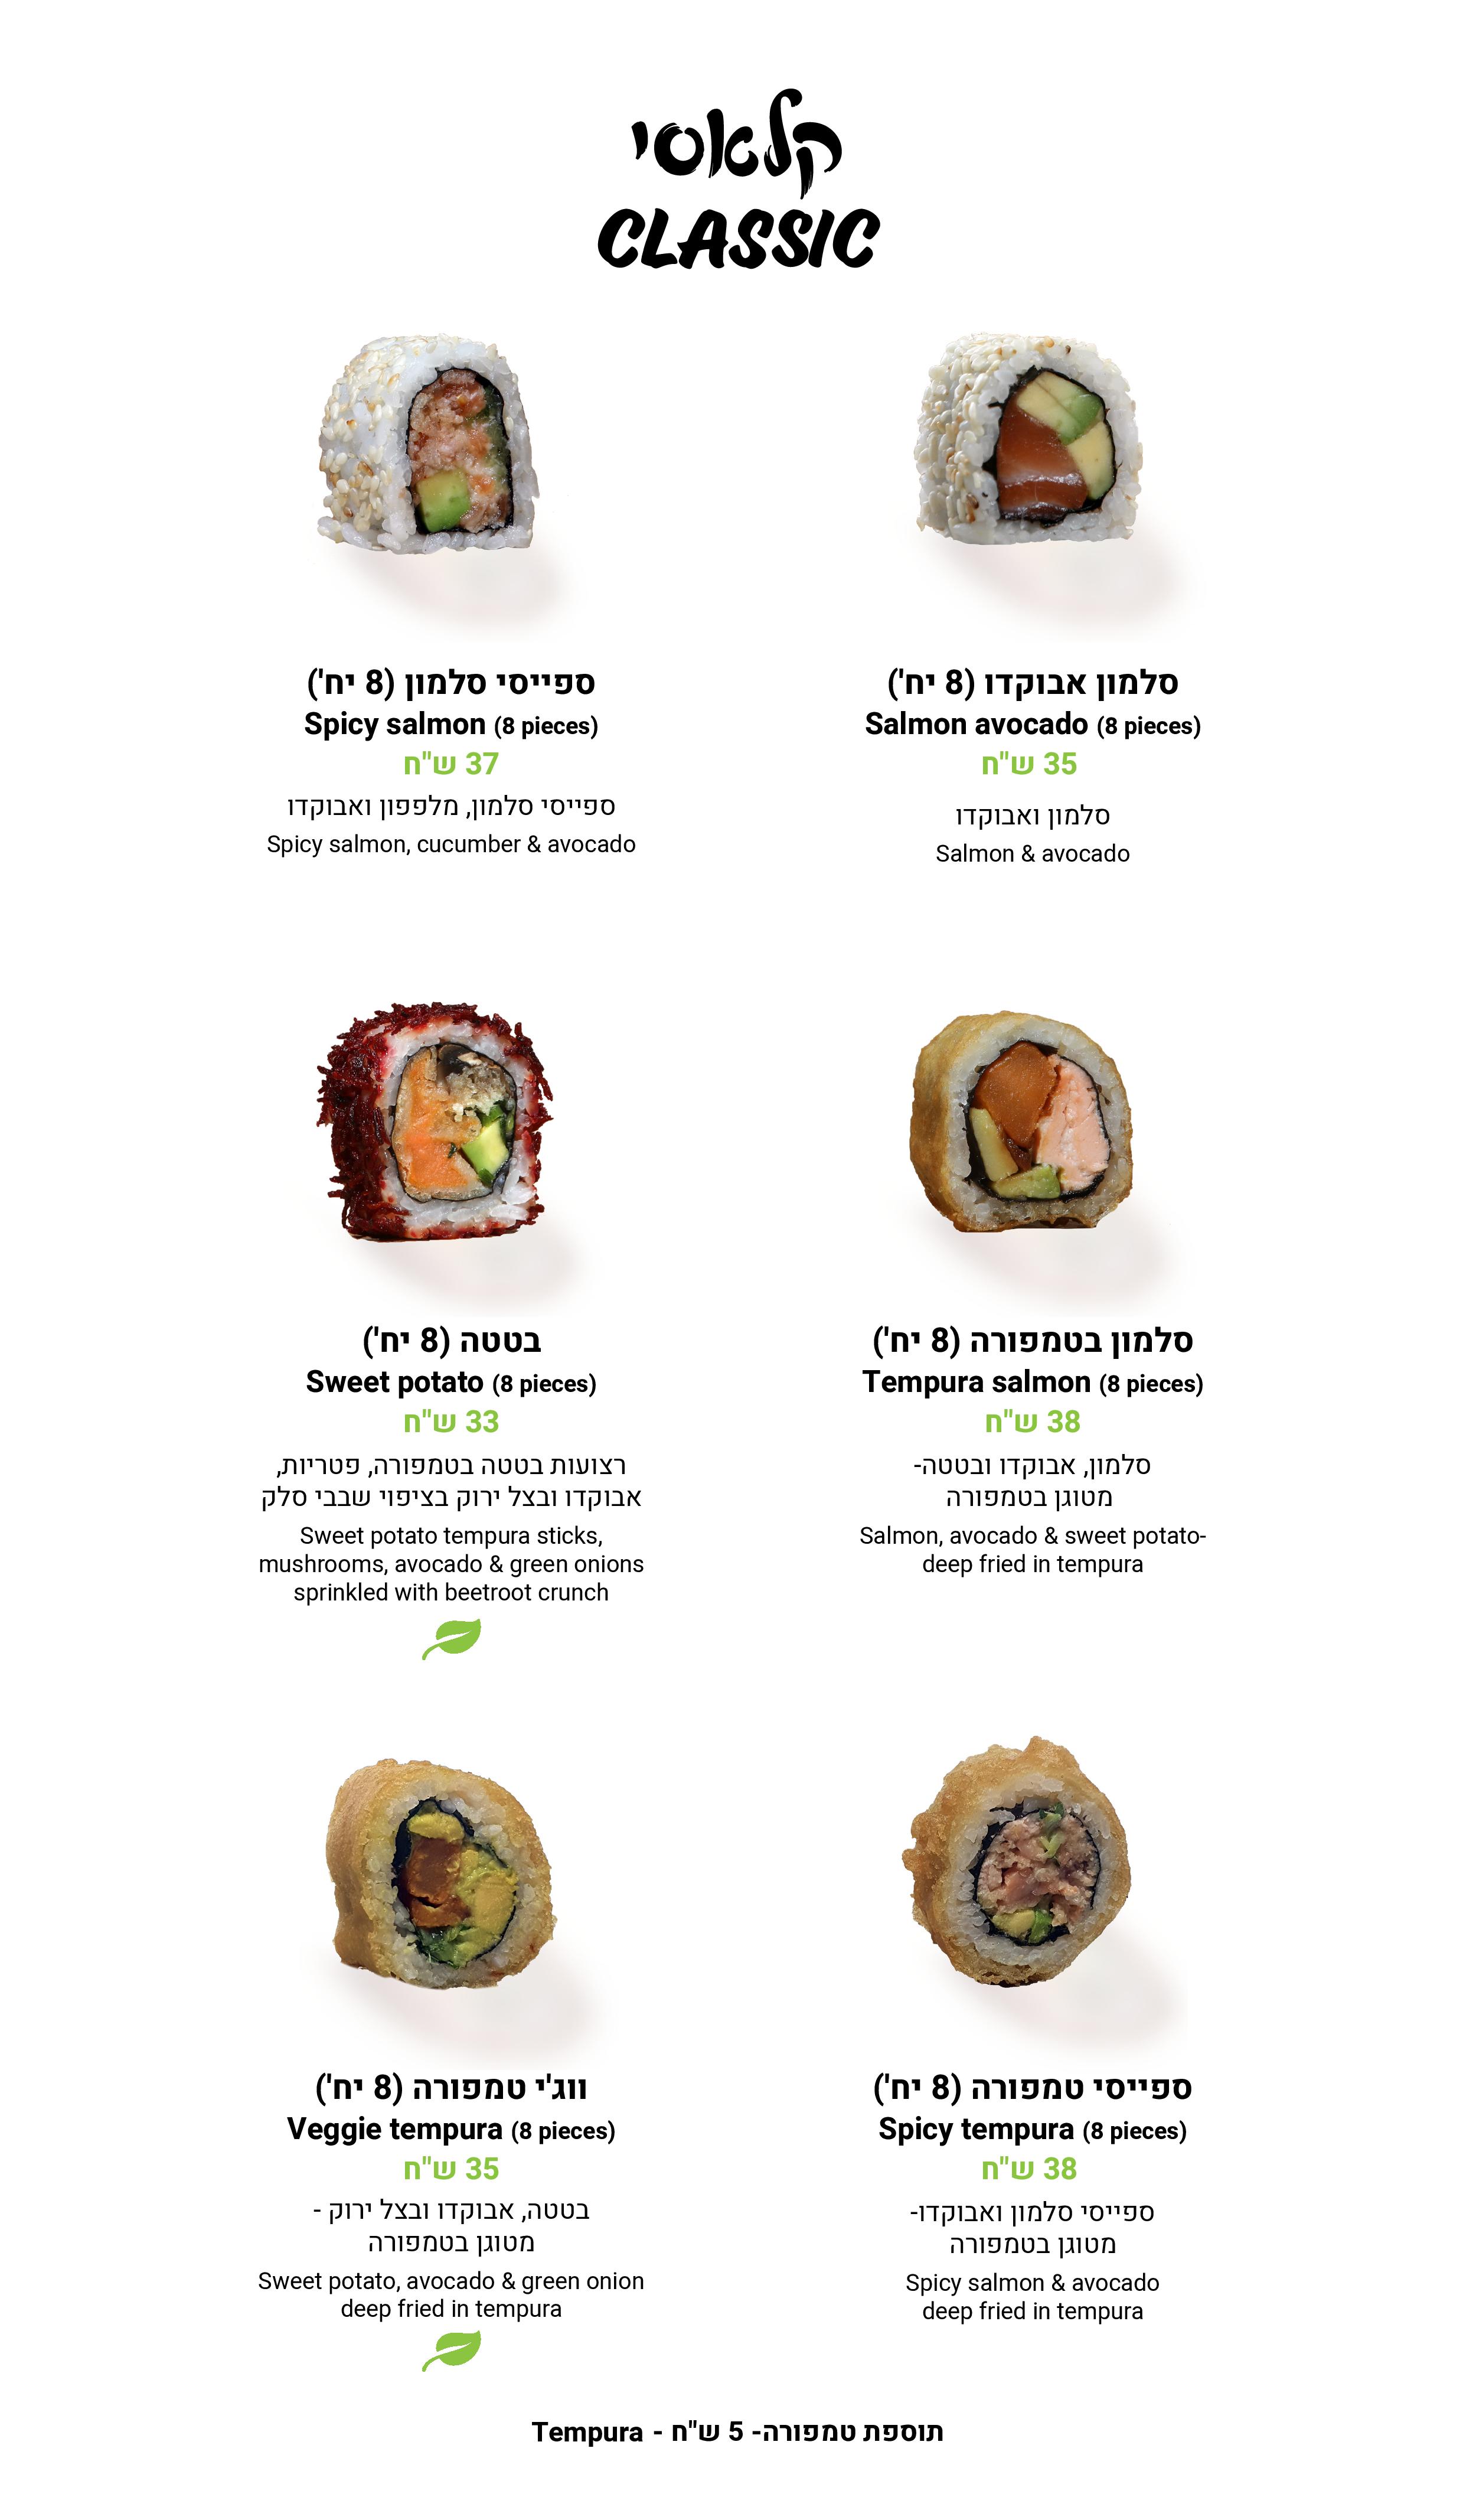 קלאסי
CLASSIC
סלמון אבוקדו (8 יח')
Salmon avocado (8 pieces)
35 ש"ח
סלמון ואבוקדו
Salmon & avocado
ספייסי סלמון (8 יח')
Spicy salmon (8 pieces)
37 ש"ח
ספייסי סלמון, מלפפון ואבוקדו
Spicy salmon, cucumber & avocado
סלמון בטמפורה (8 יח')
Tempura salmon (8 pieces)
38 ש"ח
סלמון, אבוקדו ובטטה-
מטוגן בטמפורה
Salmon, avocado & sweet potato-
deep fried in tempura
בטטה (8 יח')
Sweet potato (8 pieces)
33 ש"ח
רצועות בטטה בטמפורה, פטריות,
אבוקדו ובצל ירוק בציפוי שבבי סלק
Sweet potato tempura sticks,
mushrooms, avocado & green onions
sprinkled with beetroot crunch
ספייסי טמפורה (8 יח')
Spicy tempura (8 pieces)
38 ש"ח
ספייסי סלמון ואבוקדו-
מטוגן בטמפורה
Spicy salmon & avocado
deep fried in tempura
ווג'י טמפורה (8 יח')
Veggie tempura (8 pieces)
35 ש"ח
בטטה, אבוקדו ובצל ירוק -
מטוגן בטמפורה
Sweet potato, avocado & green onion
deep fried in tempura
תוספת טמפורה- 5 ש"ח - Tempura